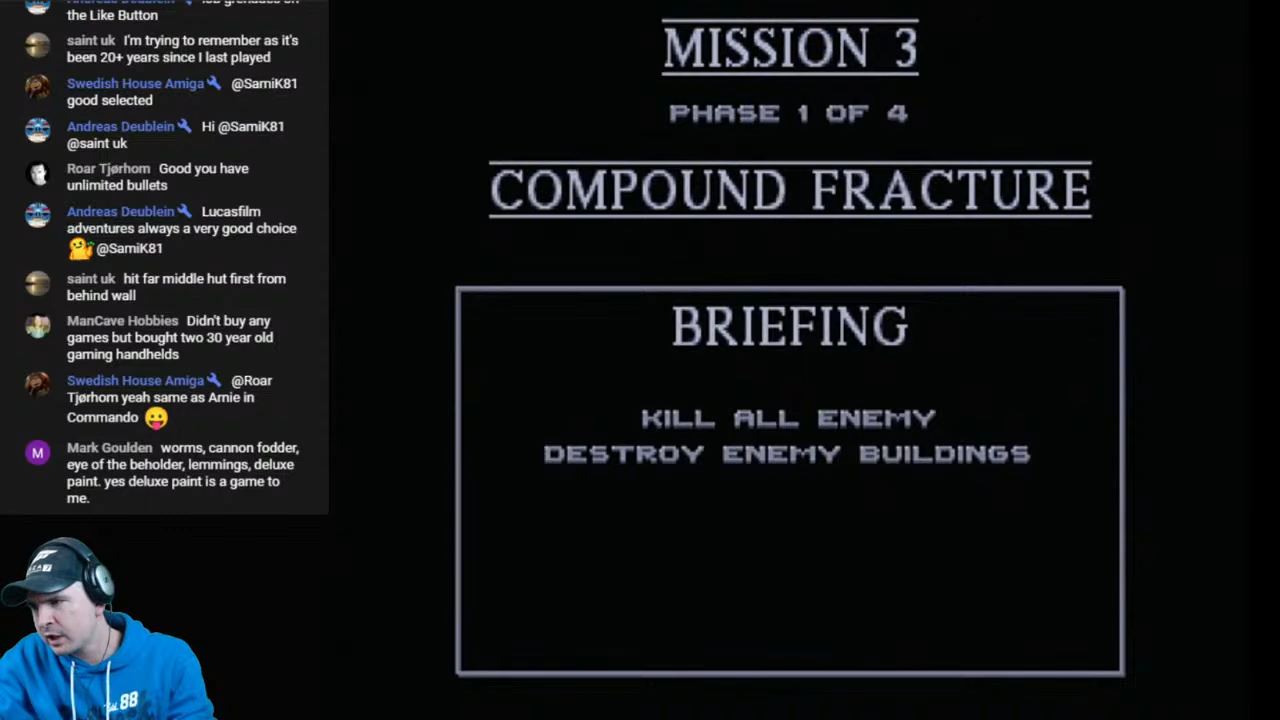 the Like Button
saint uk I'm trying to remember as it's
been 20+ years since I last played
Swedish House Amiga @SamiK81
good selected
Andreas Deublein Hi @SamiK81
@saint uk
Roar Tjørhom Good you have
unlimited bullets
Andreas Deublein Lucasfilm
adventures always a very good choice
@SamiK81
saint uk hit far middle hut first from
behind wall
ManCave Hobbies Didn't buy any
games but bought two 30 year old
gaming handhelds
Swedish House Amiga @Roar
Tjørhom yeah same as Arnie in
Commando
M Mark Goulden worms, cannon fodder,
eye of the beholder, lemmings, deluxe
paint. yes deluxe paint is a game to
me.
MISSION 3
PHASE 1 OF 4
COMPOUND FRACTURE
BRIEFING
KILL ALL ENEMY
DESTROY ENEMY BUILDINGS
88